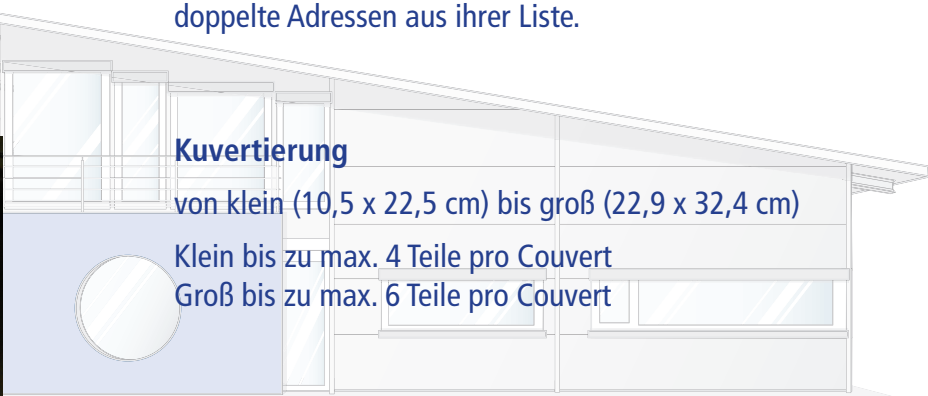 doppelte Adressen aus ihrer Liste.
Kuvertierung
von klein (10,5 x 22,5 cm) bis groß (22,9 x 32,4 cm)
Klein bis zu max. 4 Teile pro Couvert
Groß bis zu max. 6 Teile pro Couvert